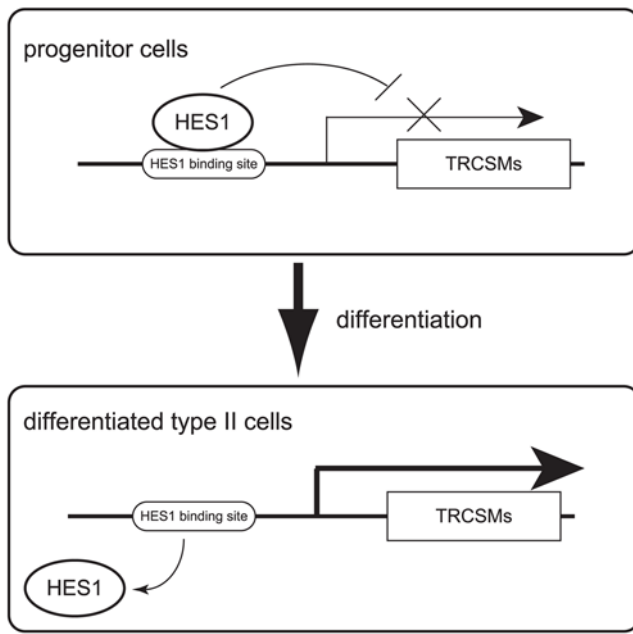 progenitor cells
HES1
HES1 binding site
TRCSMs
differentiation
differentiated type II cells
HES1 binding site
TRCSMs
HES1